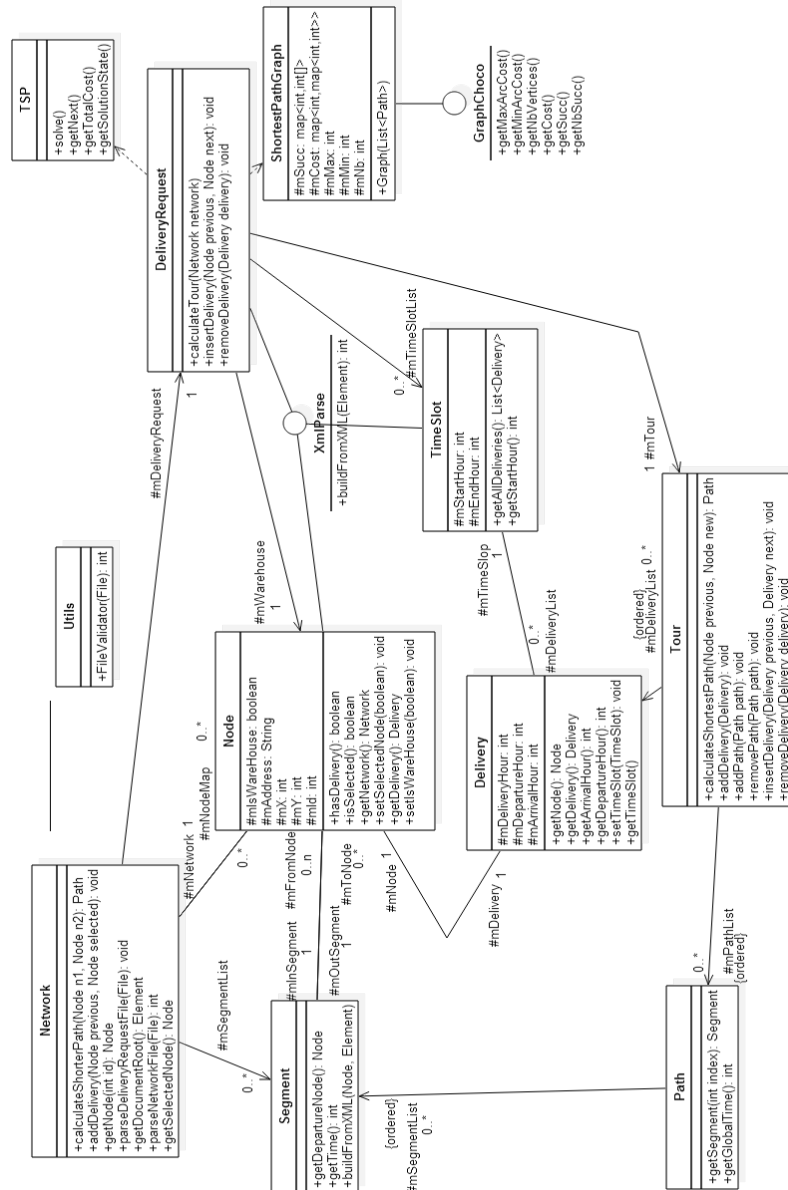 Network
+calculateShorterPath(Node n1, Node n2): Path
+addDelivery(Node previous, Node selected): void
+getNode(int id): Node
+parseDeliveryRequestFile(File): void
+getDocumentRoot(): Element
+parseNetworkFile(File): int
+getSelectedNode(): Node
Utils
+FileValidator(File): int
#mDeliveryRequest
1
DeliveryRequest
+calculateTour(Network network)
+insertDelivery(Node previous, Node next): void
+removeDelivery(Delivery delivery): void
TSP
+solve()
+getNext()
+getTotalCost()
+getSolutionState()
ShortestPathGraph
#mSucc: map<int,int[]>
#mCost: map<int,map<int,int>>
#mMax: int
#mMin: int
#mNb: int
+Graph(List<Path>)
GraphChoco
+getMaxArcCost()
+getMinArcCost()
+getNbVertices()
+getCost()
+getSucc()
+getNbSucc()
#mNetwork 1
#mNodeMap
0..*
0..*
#mSegmentList
0..*
#mWarehouse
1
Node
#mIsWareHouse: boolean
#mAddress: String
#mX: int
#mY: int
#mId: int
+hasDelivery(): boolean
+isSelected(): boolean
+getNetwork(): Network
+setSelectedNode(boolean): void
+getDelivery(): Delivery
+setIsWareHouse(boolean): void
XmlParse
+buildFromXML(Element): int
0..*
#mTimeSlotList
TimeSlot
#mStartHour: int
#mEndHour: int
+getAllDeliveries(): List<Delivery>
+getStartHour(): int
#mInSegment
1
#mFromNode
0..n
#mOutSegment
1
#mToNode
0..*
Segment
+getDepartureNode(): Node
+getTime(): int
+buildFromXML(Node, Element)
#mNode 1
#mDelivery 1
#mTimeSlop
1
0..*
#mDeliveryList
Delivery
#mDeliveryHour: int
#mDepartureHour: int
#mArrivalHour: int
+getNode(): Node
+getDelivery(): Delivery
+getArrivalHour(): int
+getDepartureHour(): int
+setTimeSlot(TimeSlot): void
+getTimeSlot()
{ordered}
#mDeliveryList 0..*
1 #mTour
Tour
+calculateShortestPath(Node previous, Node new): Path
+addDelivery(Delivery): void
+addPath(Path path): void
+removePath(Path path): void
+insertDelivery(Delivery previous, Delivery next): void
+removeDelivery(Delivery delivery): void
{ordered}
#mSegmentList
0..*
0..*
#mPathList
{ordered}
Path
+getSegment(int index): Segment
+getGlobalTime(): int